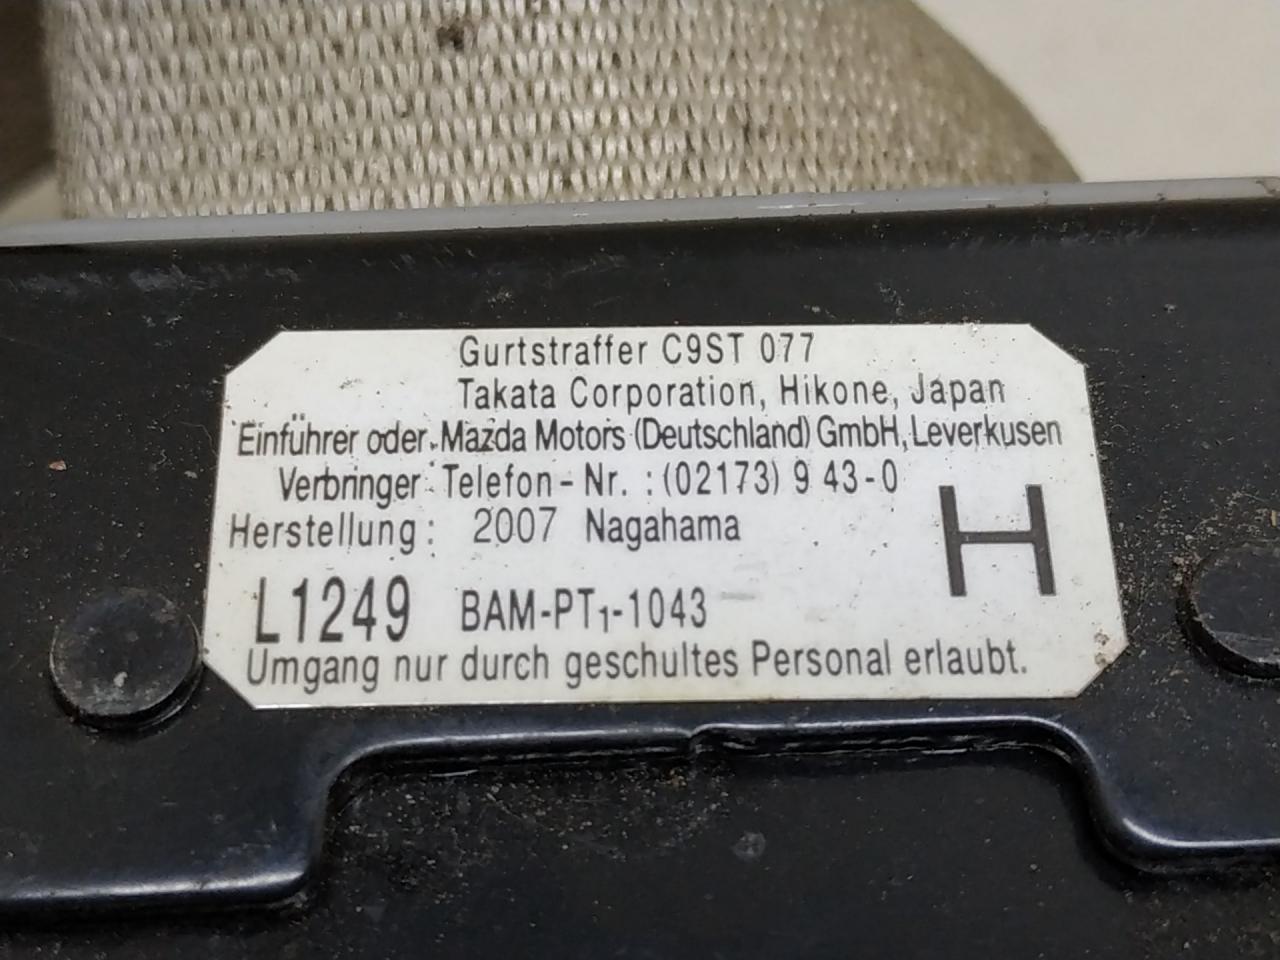 Gurtstraffer C9ST 077
Takata Corporation, Hikone, Japan
Einführer oder Mazda Motors (Deutschland) GmbH, Leverkusen
Verbringer: Telefon-Nr. : (02173) 9 43-0
Herstellung: 2007 Nagahama
H
L1249 BAM-PT1-1043
Umgang nur durch geschultes Personal erlaubt.